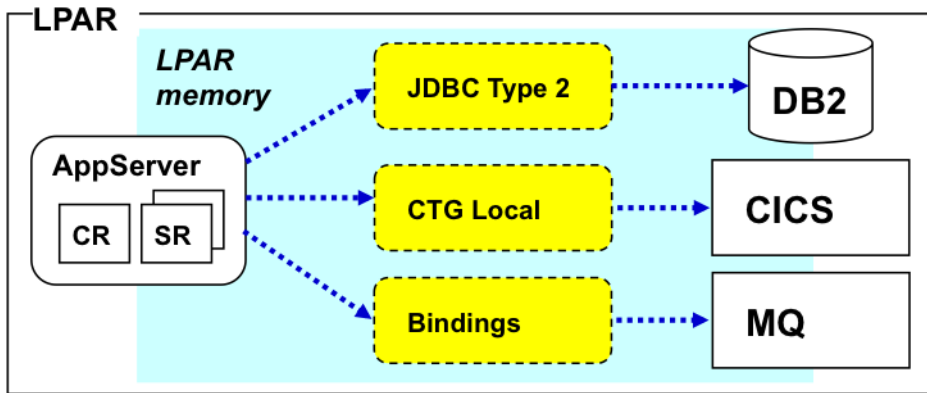 LPAR
LPAR
memory
JDBC Type 2
DB2
AppServer
CR
SR
CTG Local
CICS
Bindings
MQ